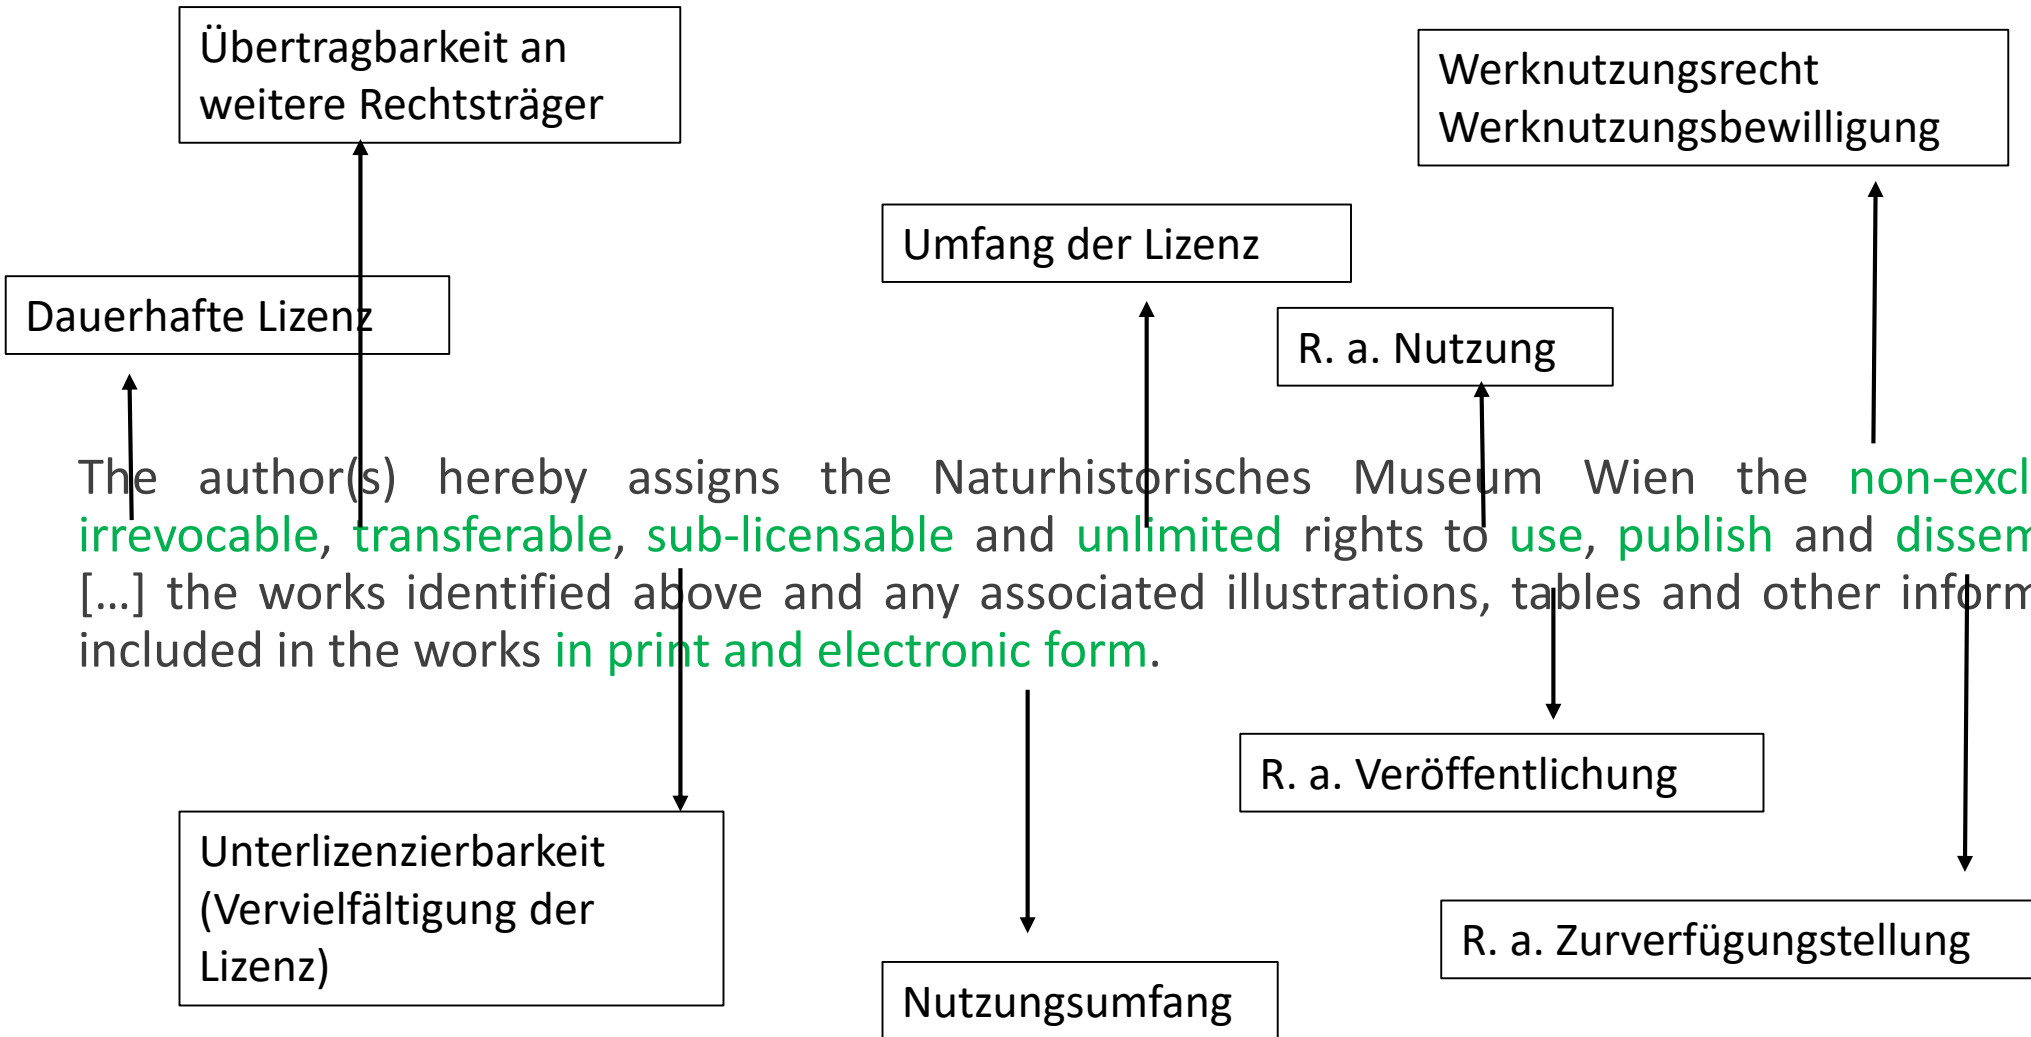 Übertragbarkeit an
weitere Rechtsträger
Werknutzungsrecht
Werknutzungsbewilligung
Umfang der Lizenz
Dauerhafte Lizenz
R. a. Nutzung
The author(s) hereby assigns the Naturhistorisches Museum Wien the non-excl
irrevocable, transferable, sub-licensable and unlimited rights to use, publish and dissem
[…] the works identified above and any associated illustrations, tables and other inform
included in the works in print and electronic form.
R. a. Veröffentlichung
Unterlizenzierbarkeit
(Vervielfältigung der
Lizenz)
R. a. Zurverfügungstellung
Nutzungsumfang